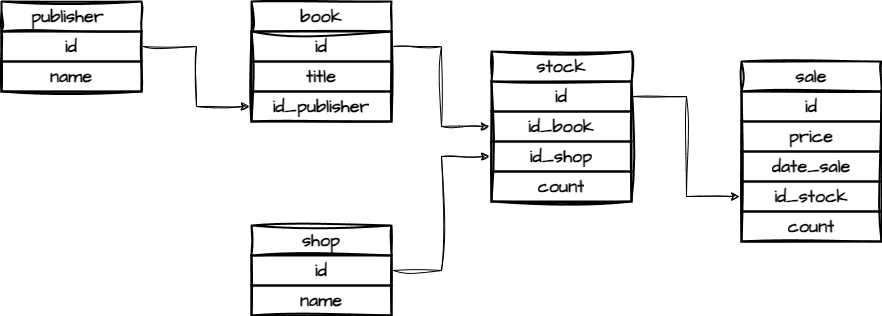 publisher
id
name
book
id
title
id_publisher
shop
id
name
stock
id
id_book
id_shop
count
sale
id
price
date_sale
id_stock
count